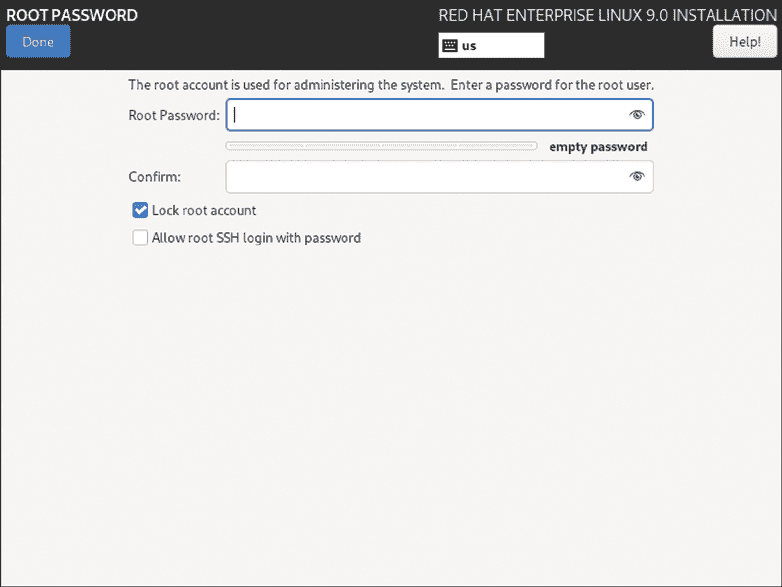 ROOT PASSWORD
RED HAT ENTERPRISE LINUX 9.0 INSTALLATION
Done
us
Help!
The root account is used for administering the system. Enter a password for the root user.
Root Password:
empty password
Confirm:
Lock root account
Allow root SSH login with password